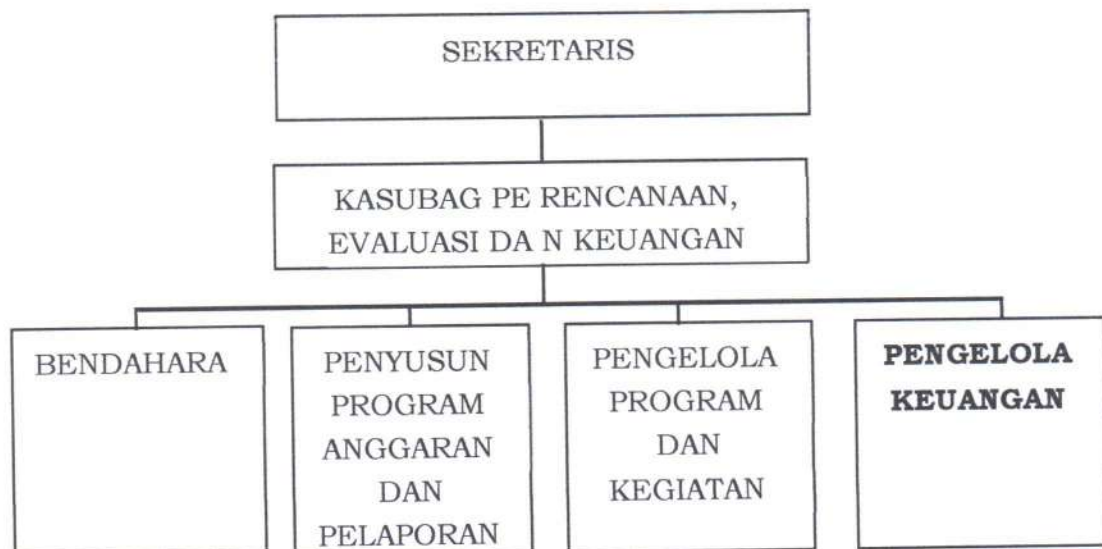 SEKRETARIS
KASUBAG PE RENCANAAN,
EVALUASI DA N KEUANGAN
BENDAHARA
PENYUSUN
PROGRAM
ANGGARAN
DAN
PELAPORAN
PENGELOLA
PROGRAM
DAN
KEGIATAN
PENGELOLA
KEUANGAN